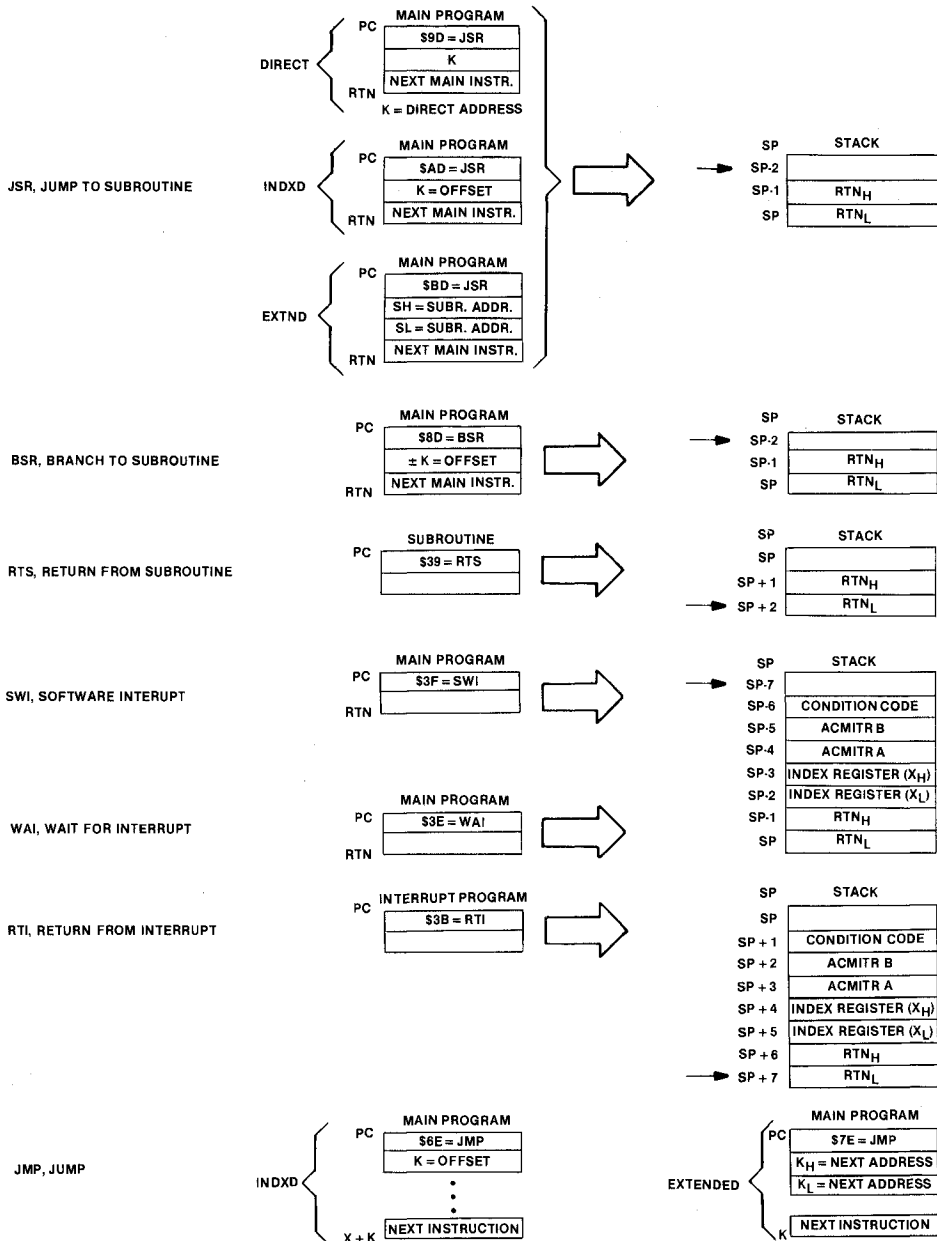 MAIN PROGRAM
PC
$9D = JSR
DIRECT
K
NEXT MAIN INSTR.
RTN
K = DIRECT ADDRESS
MAIN PROGRAM
PC
$AD = JSR
JSR, JUMP TO SUBROUTINE
INDXD
K = OFFSET
RTN
NEXT MAIN INSTR.
SP
STACK
SP-2
SP-1
RTNH
SP
RTNL
MAIN PROGRAM
PC
$BD = JSR
EXTND
SH = SUBR. ADDR.
SL = SUBR. ADDR.
RTN
NEXT MAIN INSTR.
MAIN PROGRAM
PC
$8D = BSR
BSR, BRANCH TO SUBROUTINE
± K = OFFSET
RTN
NEXT MAIN INSTR.
SP
STACK
SP-2
SP-1
RTNH
SP
RTNL
SUBROUTINE
PC
RTS, RETURN FROM SUBROUTINE
$39 = RTS
SP
STACK
SP
SP + 1
RTNH
SP + 2
RTNL
MAIN PROGRAM
PC
SWI, SOFTWARE INTERUPT
$3F = SWI
RTN
SP
STACK
SP-7
SP-6
CONDITION CODE
SP-5
ACMITR B
SP-4
ACMITR A
SP-3
INDEX REGISTER (XH)
SP-2
INDEX REGISTER (XL)
SP-1
RTNH
SP
RTNL
MAIN PROGRAM
PC
WAI, WAIT FOR INTERRUPT
$3E = WAI
RTN
INTERRUPT PROGRAM
PC
RTI, RETURN FROM INTERRUPT
$3B = RTI
SP
STACK
SP
SP + 1
CONDITION CODE
SP + 2
ACMITR B
SP + 3
ACMITR A
SP + 4
INDEX REGISTER (XH)
SP + 5
INDEX REGISTER (XL)
SP + 6
RTNH
SP + 7
RTNL
MAIN PROGRAM
PC
JMP, JUMP
INDXD
$6E = JMP
K = OFFSET
X + K
NEXT INSTRUCTION
MAIN PROGRAM
PC
EXTENDED
$7E = JMP
KH = NEXT ADDRESS
KL = NEXT ADDRESS
K
NEXT INSTRUCTION